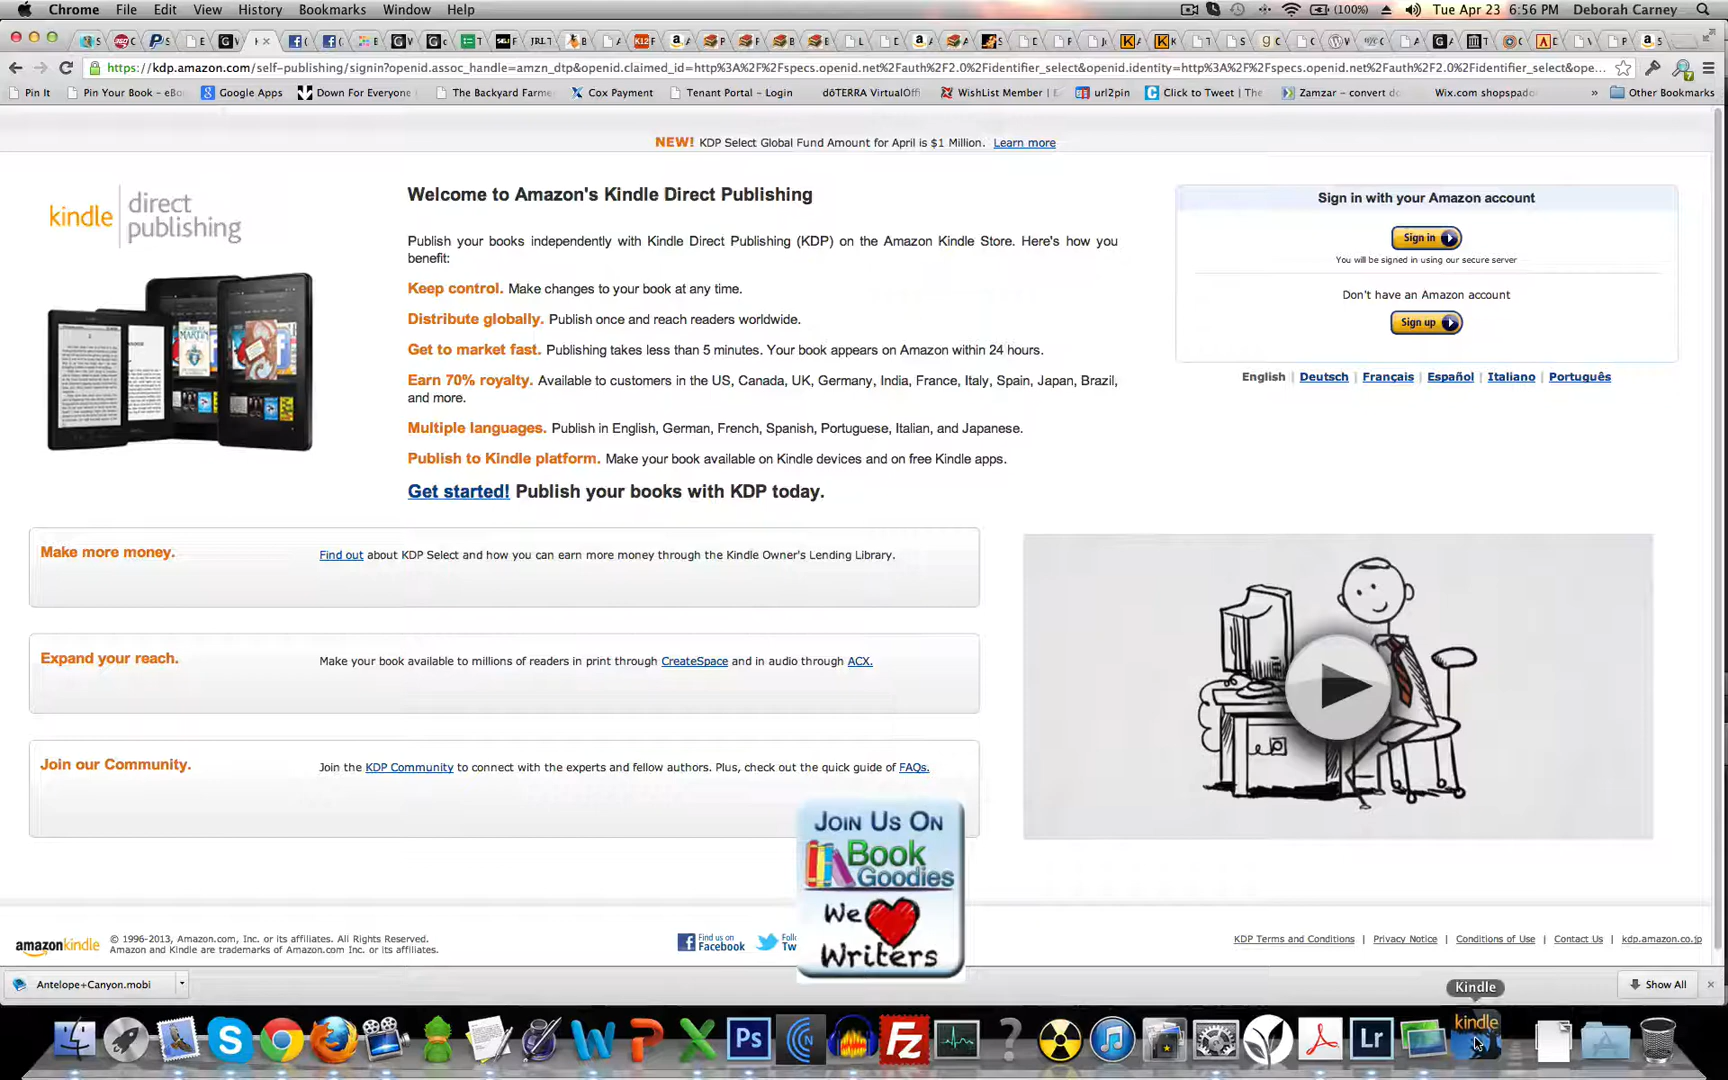 Chrome File Edit View History Bookmarks Window Help (100%) Tue Apr 23 6:56 PM Deborah Carney
https://kdp.amazon.com/self-publishing/signin?openid.assoc_handle=amzn_dtp&openid.claimed_id=http%3A%2F%2Fspecs.openid.net%2Fauth%2F2.0%2Fidentifier_select&openid.identity=http%3A%2F%2Fspecs.openid.net%2Fauth%2F2.0%2Fidentifier_select&ope...
Pin It Pin Your Book - eBo Google Apps Down For Everyone The Backyard Farme Cox Payment Tenant Portal - Login dōTERRA VirtualOffi WishList Member | url2pin Click to Tweet | The Zamzar - convert do Wix.com shopspado » Other Bookmarks
NEW! KDP Select Global Fund Amount for April is $1 Million. Learn more
kindle direct publishing
Welcome to Amazon's Kindle Direct Publishing
Publish your books independently with Kindle Direct Publishing (KDP) on the Amazon Kindle Store. Here's how you
benefit:
Keep control. Make changes to your book at any time.
Distribute globally. Publish once and reach readers worldwide.
Get to market fast. Publishing takes less than 5 minutes. Your book appears on Amazon within 24 hours.
Earn 70% royalty. Available to customers in the US, Canada, UK, Germany, India, France, Italy, Spain, Japan, Brazil,
and more.
Multiple languages. Publish in English, German, French, Spanish, Portuguese, Italian, and Japanese.
Publish to Kindle platform. Make your book available on Kindle devices and on free Kindle apps.
Get started! Publish your books with KDP today.
Sign in with your Amazon account
Sign in
You will be signed in using our secure server
Don't have an Amazon account
Sign up
English | Deutsch | Français | Español | Italiano | Português
Make more money. Find out about KDP Select and how you can earn more money through the Kindle Owner's Lending Library.
Expand your reach. Make your book available to millions of readers in print through CreateSpace and in audio through ACX.
Join our Community. Join the KDP Community to connect with the experts and fellow authors. Plus, check out the quick guide of FAQs.
JOIN US ON
Book
Goodies
We
Writers
amazonkindle
© 1996-2013, Amazon.com, Inc. or its affiliates. All Rights Reserved.
Amazon and Kindle are trademarks of Amazon.com Inc. or its affiliates.
Find us on
Facebook
Foll
Tw
KDP Terms and Conditions | Privacy Notice | Conditions of Use | Contact Us | kdp.amazon.co.jp
Antelope+Canyon.mobi
Kindle
Show All
Ps
Fz
Lr
kindle